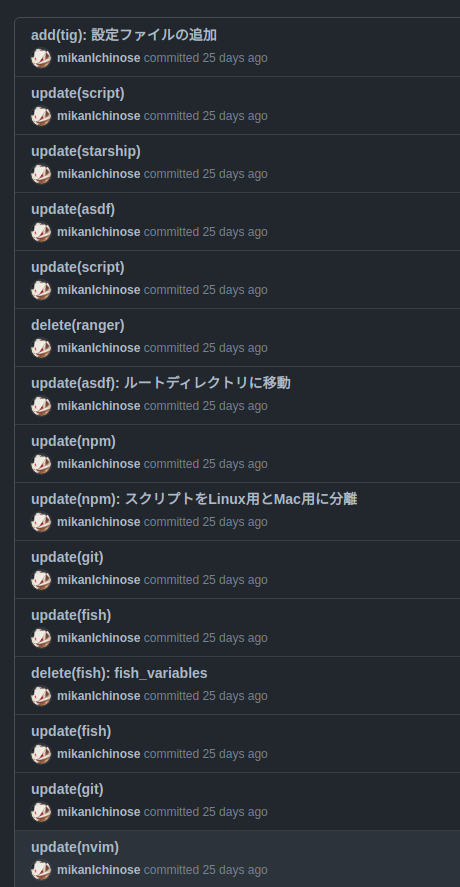 add(tig): 設定ファイルの追加
mikanIchinose committed 25 days ago
update(script)
mikanIchinose committed 25 days ago
update(starship)
mikanIchinose committed 25 days ago
update(asdf)
mikanIchinose committed 25 days ago
update(script)
mikanIchinose committed 25 days ago
delete(ranger)
mikanIchinose committed 25 days ago
update(asdf): ルートディレクトリに移動
mikanIchinose committed 25 days ago
update(npm)
mikanIchinose committed 25 days ago
update(npm): スクリプトをLinux用とMac用に分離
mikanIchinose committed 25 days ago
update(git)
mikanIchinose committed 25 days ago
update(fish)
mikanIchinose committed 25 days ago
delete(fish): fish_variables
mikanIchinose committed 25 days ago
update(fish)
mikanIchinose committed 25 days ago
update(git)
mikanIchinose committed 25 days ago
update(nvim)
mikanIchinose committed 25 days ago